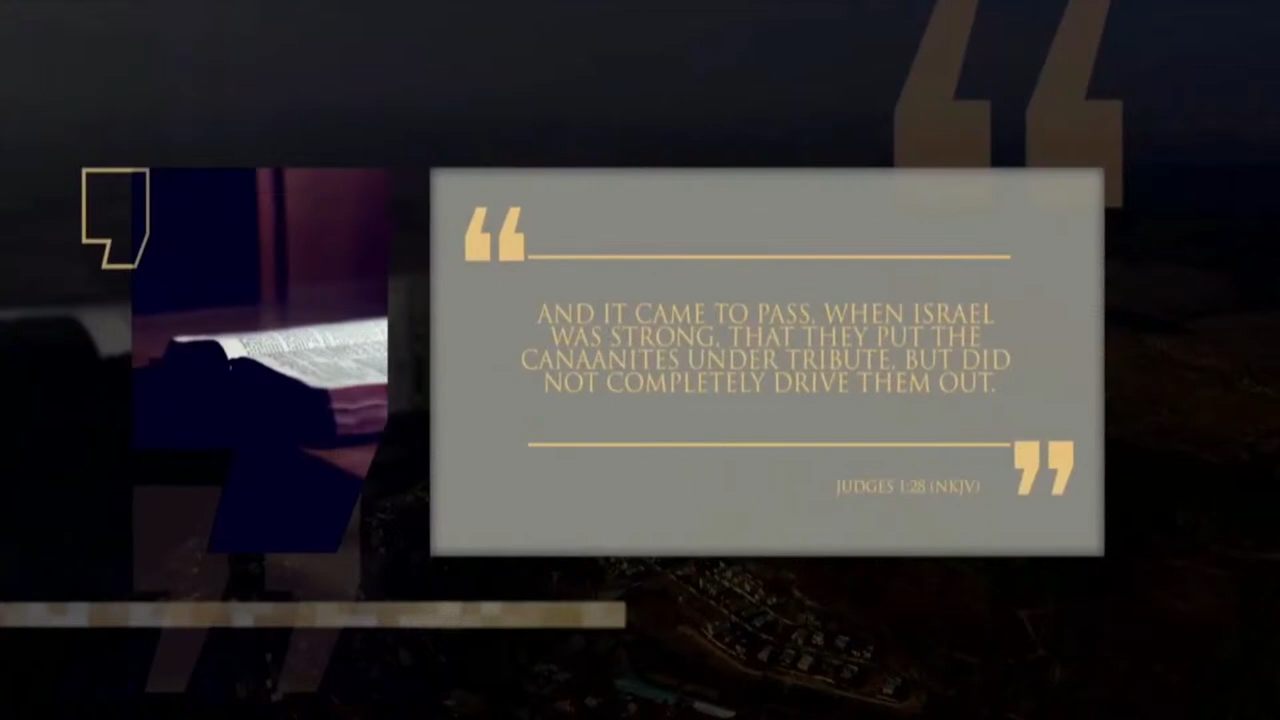 AND IT CAME TO PASS, WHEN ISRAEL
WAS STRONG, THAT THEY PUT THE
CANAANITES UNDER TRIBUTE, BUT DID
NOT COMPLETELY DRIVE THEM OUT.
JUDGES 1:28 (NKJV)